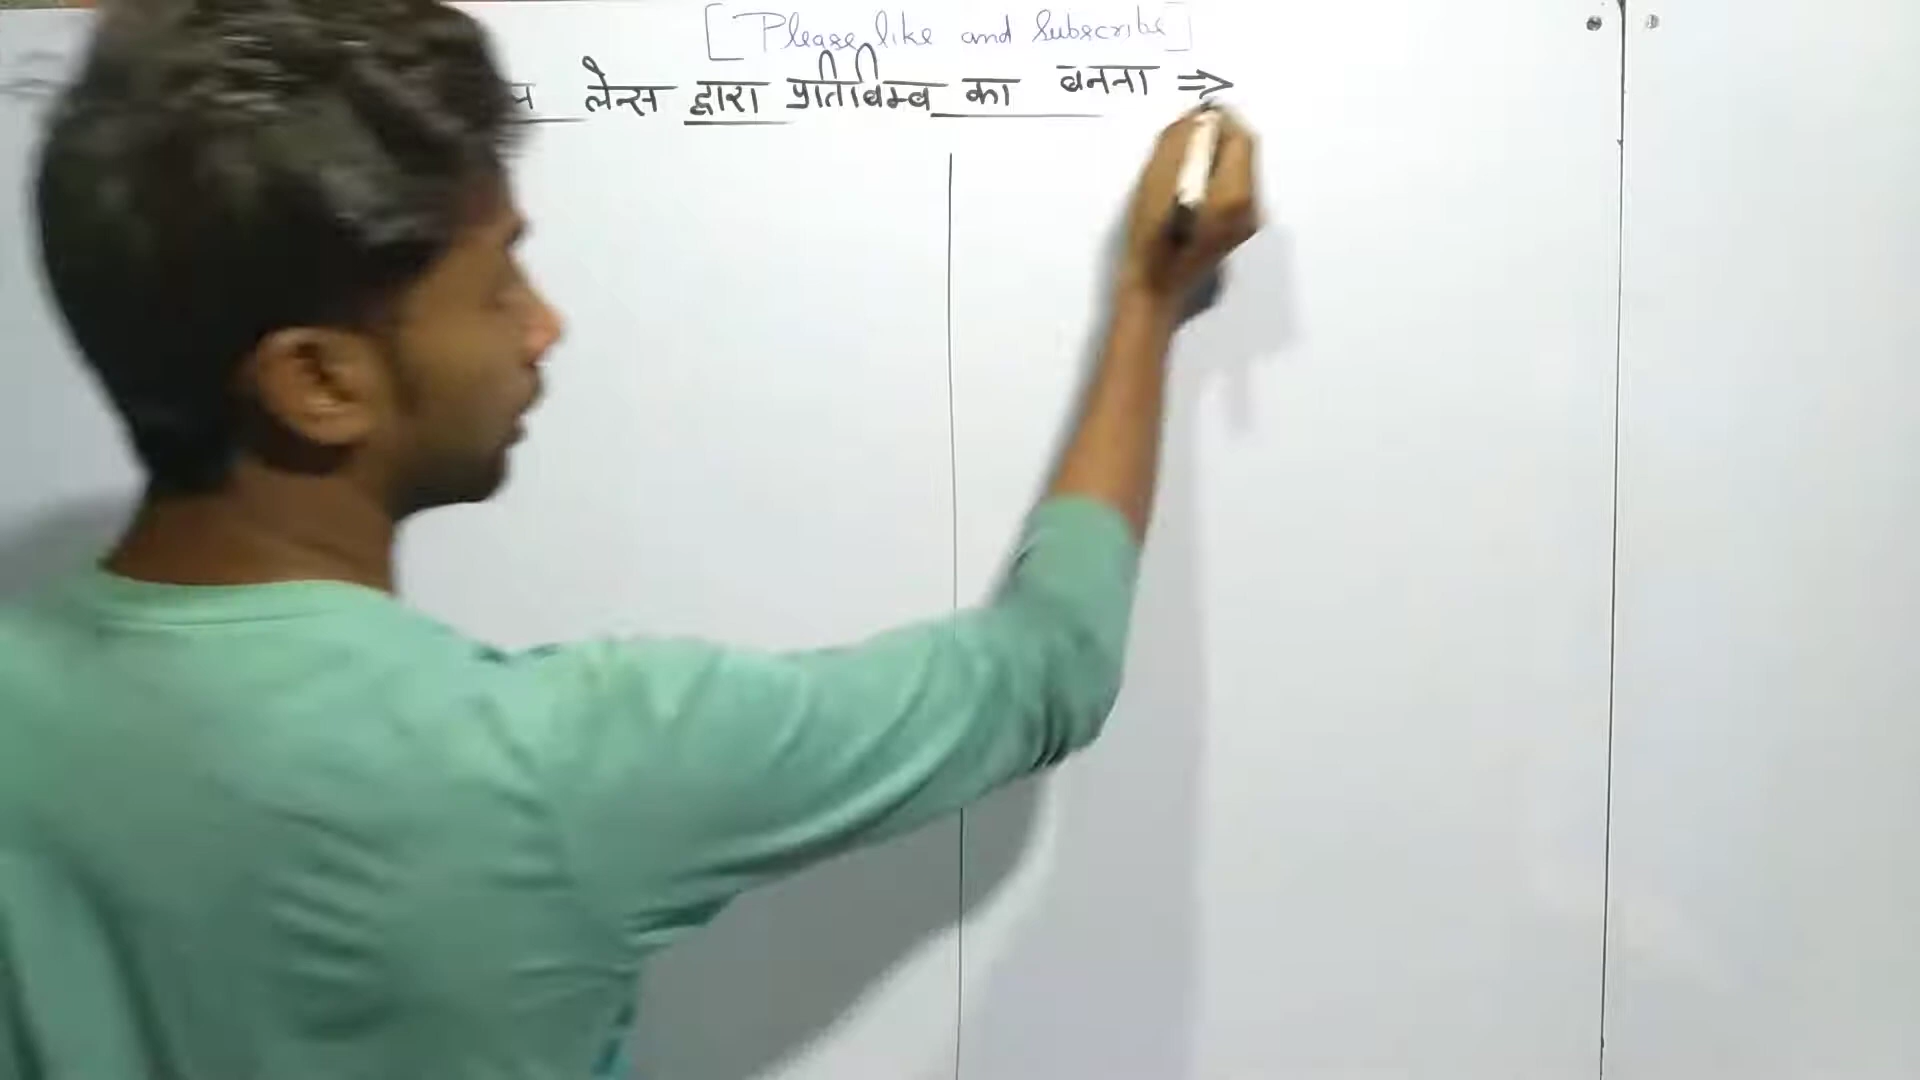 [Please like and Subscribe]
लेन्स द्वारा प्रतिबिम्ब का बनना ⇒